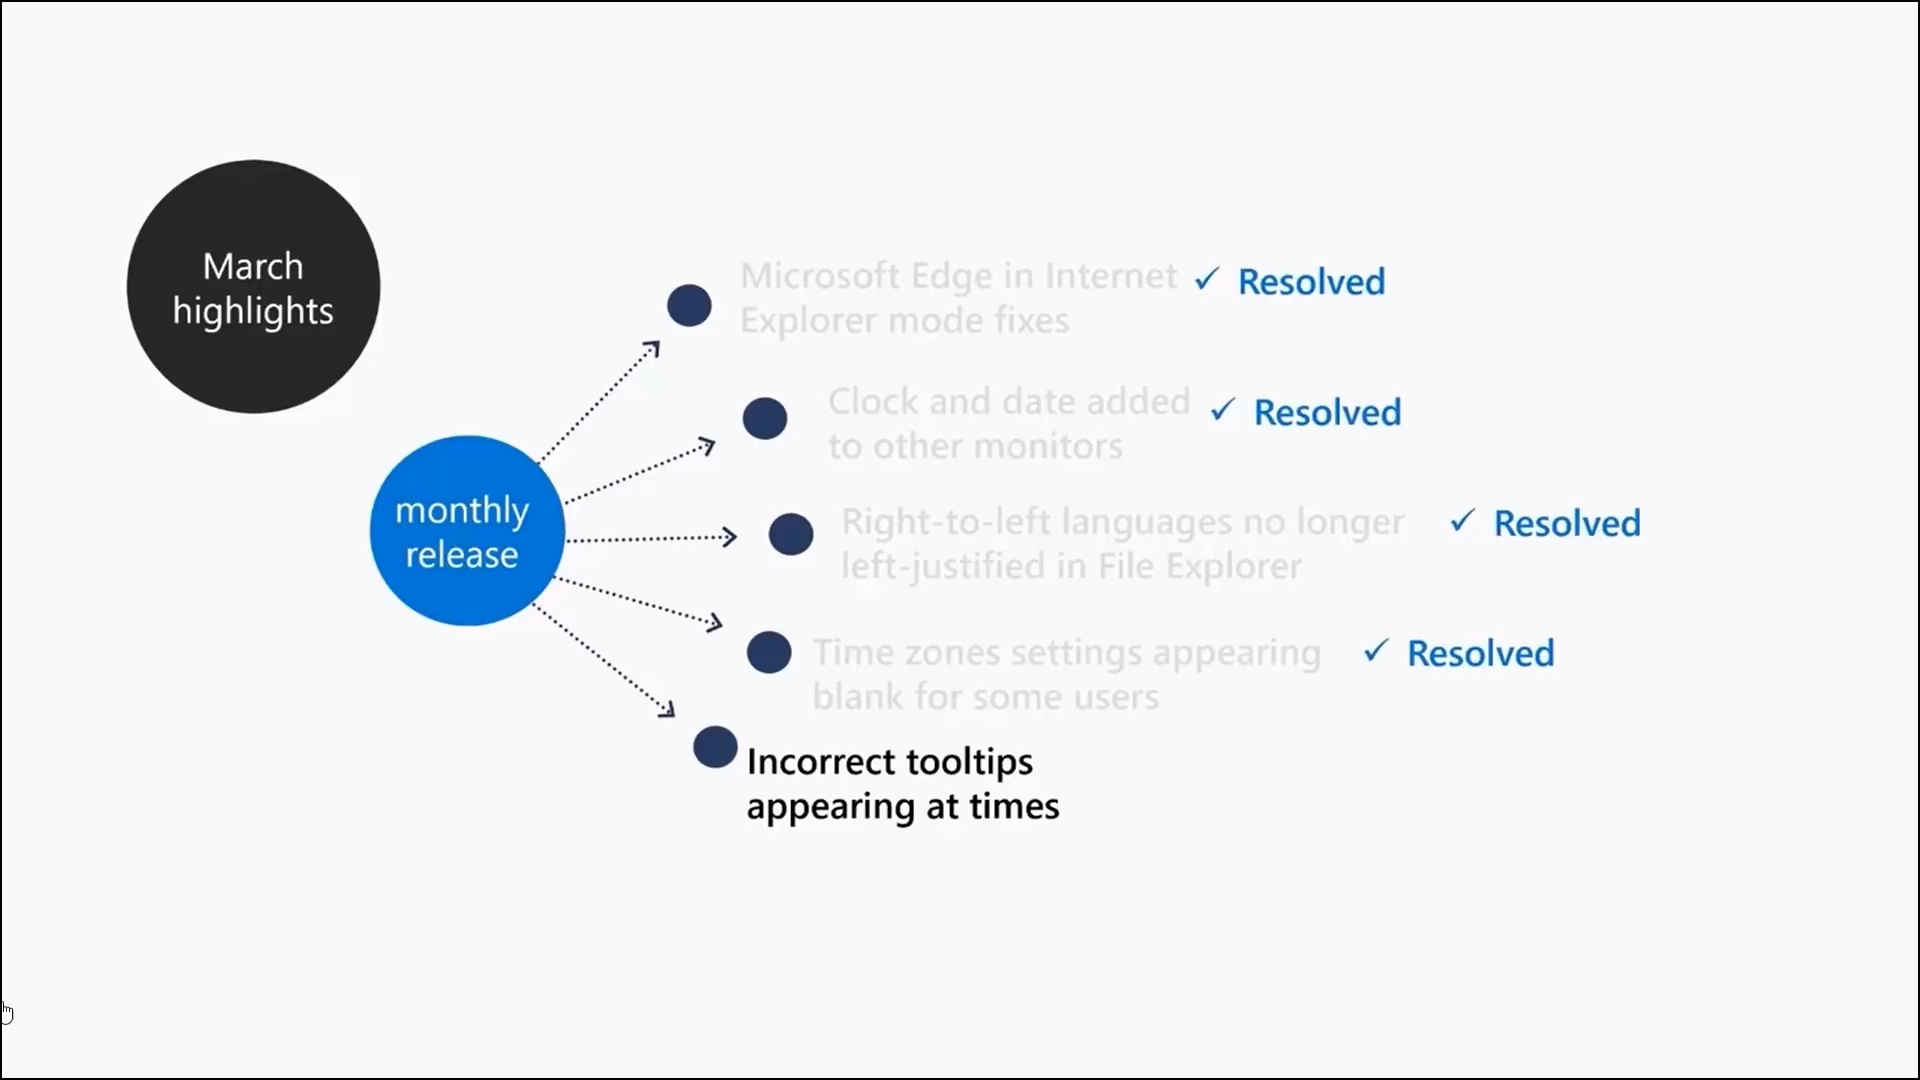 March
highlights
monthly
release
Microsoft Edge in Internet
Explorer mode fixes
✓ Resolved
Clock and date added
to other monitors
✓ Resolved
Right-to-left languages no longer
left-justified in File Explorer
✓ Resolved
Time zones settings appearing
blank for some users
✓ Resolved
Incorrect tooltips
appearing at times